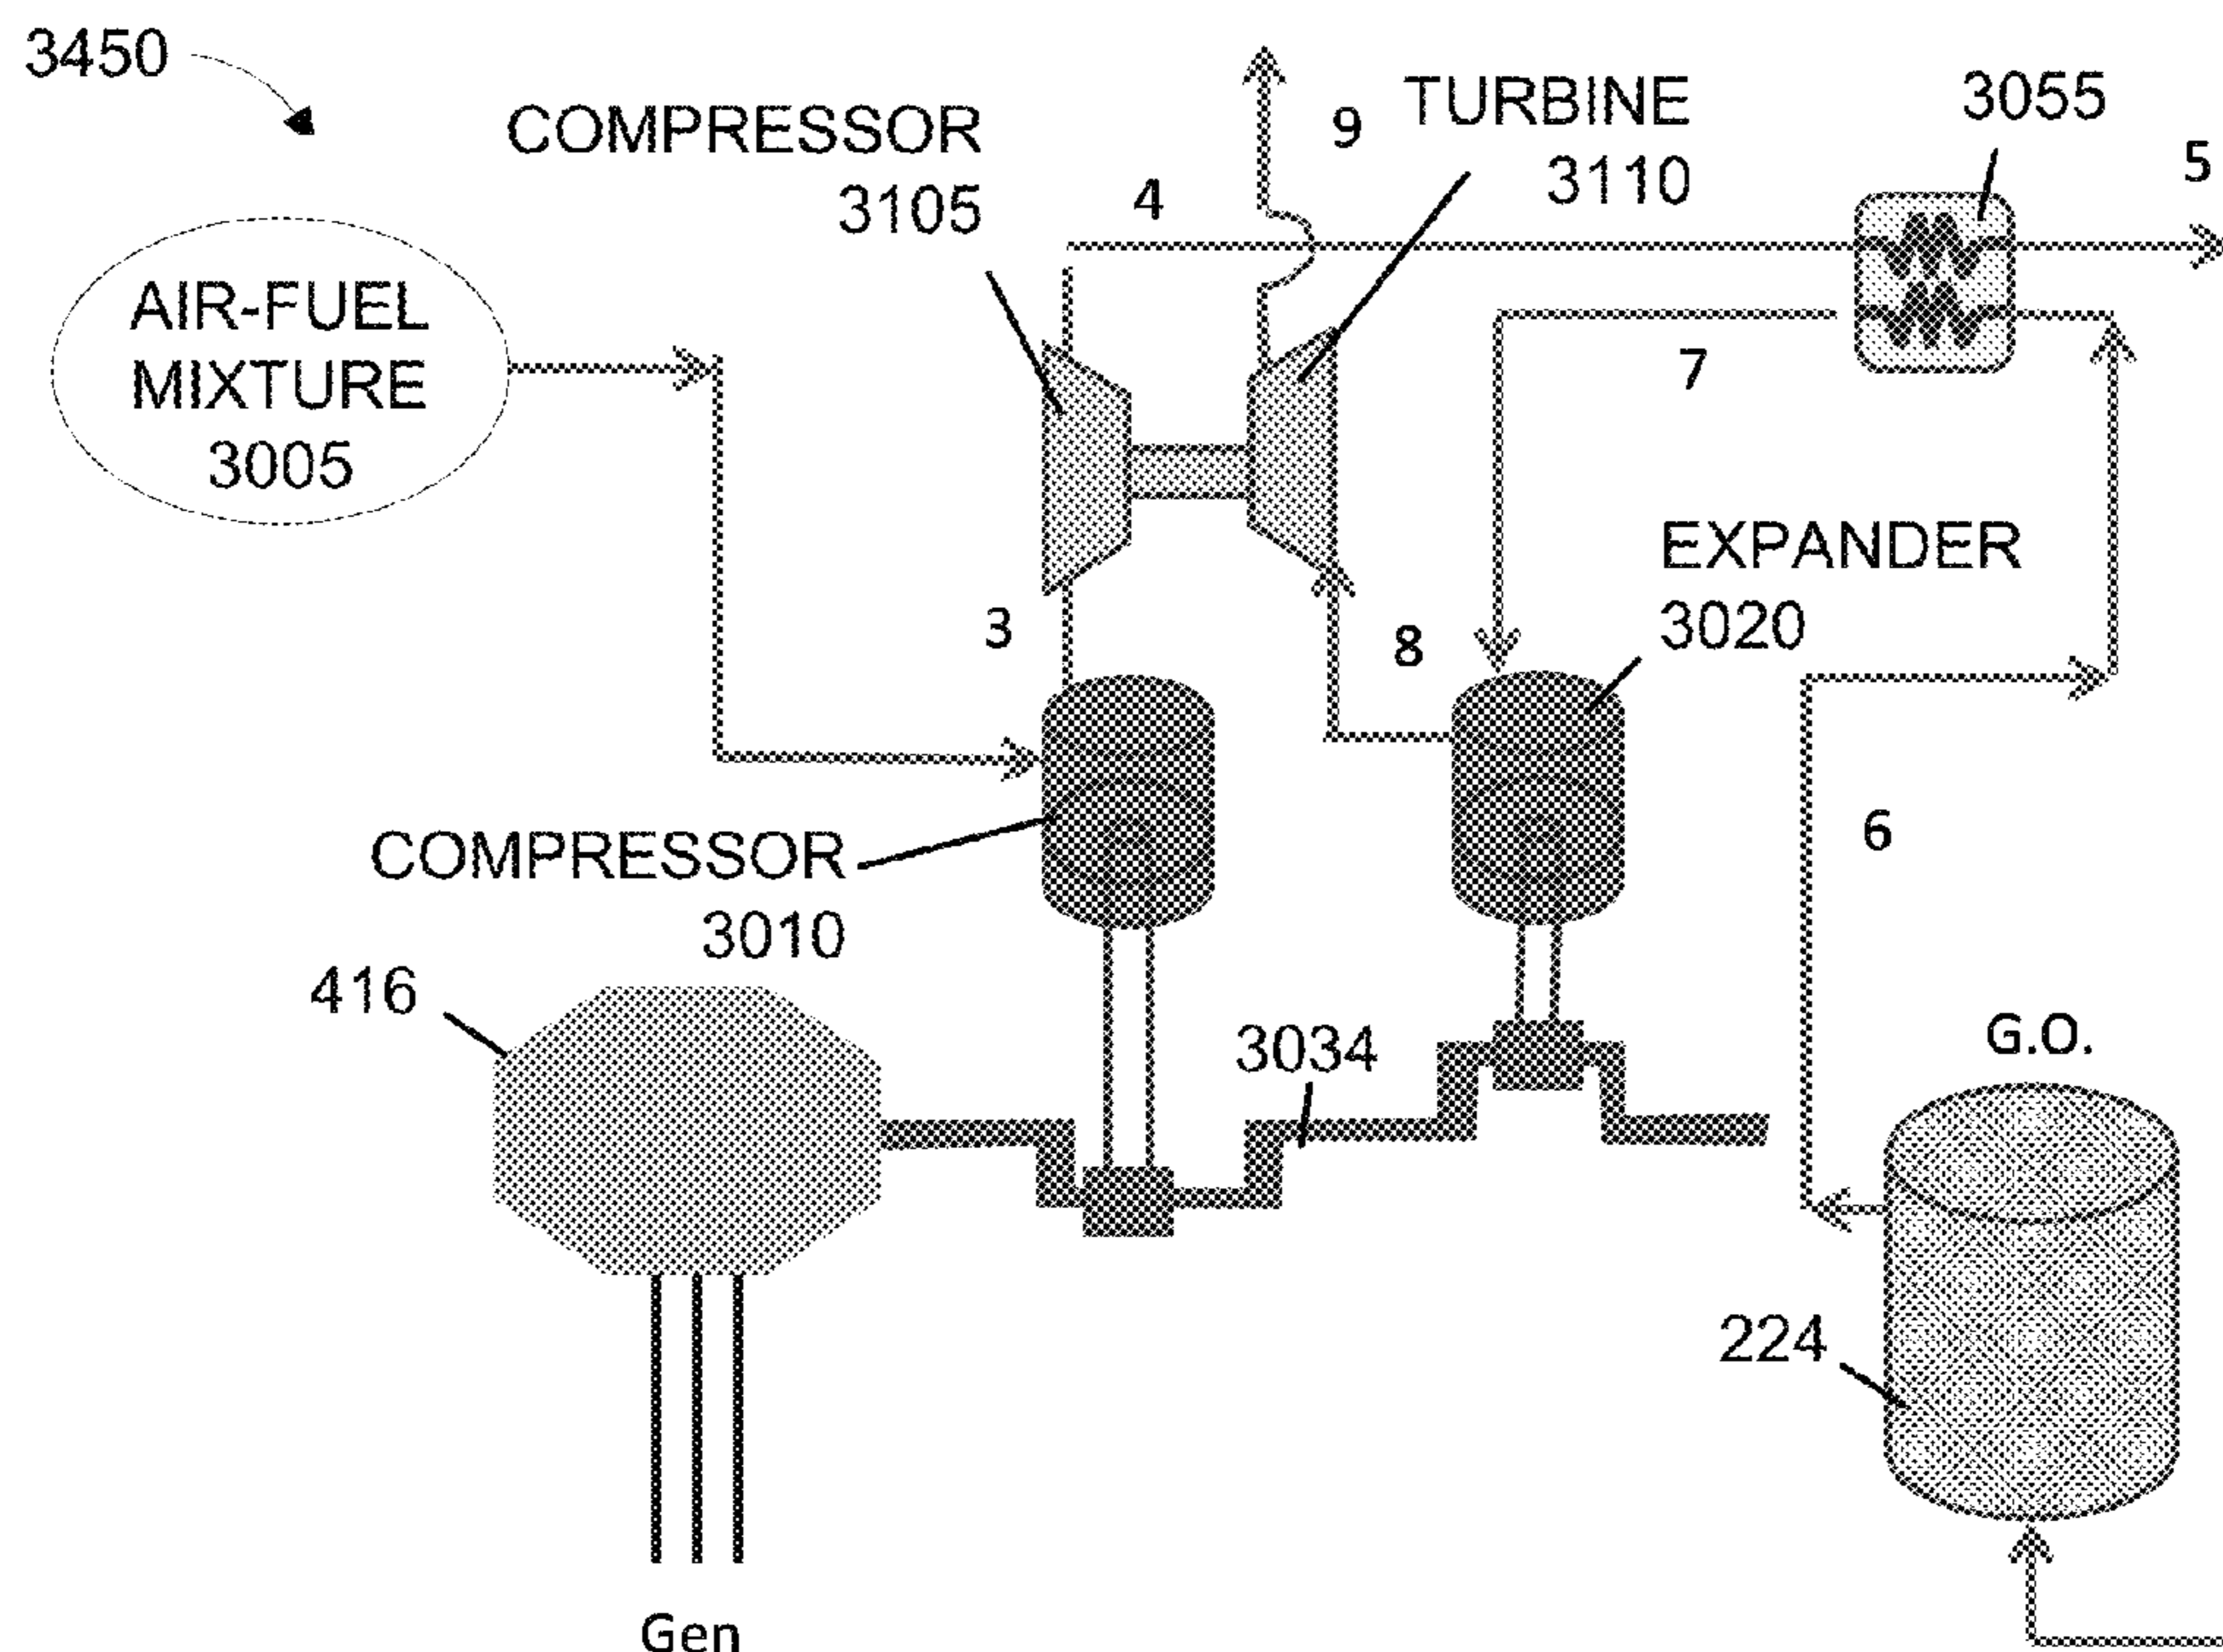 3450
COMPRESSOR
3105
9
TURBINE
3110
3055
5
4
AIR-FUEL
MIXTURE
3005
7
3
8
EXPANDER
3020
6
COMPRESSOR
3010
416
3034
G.O.
224
Gen